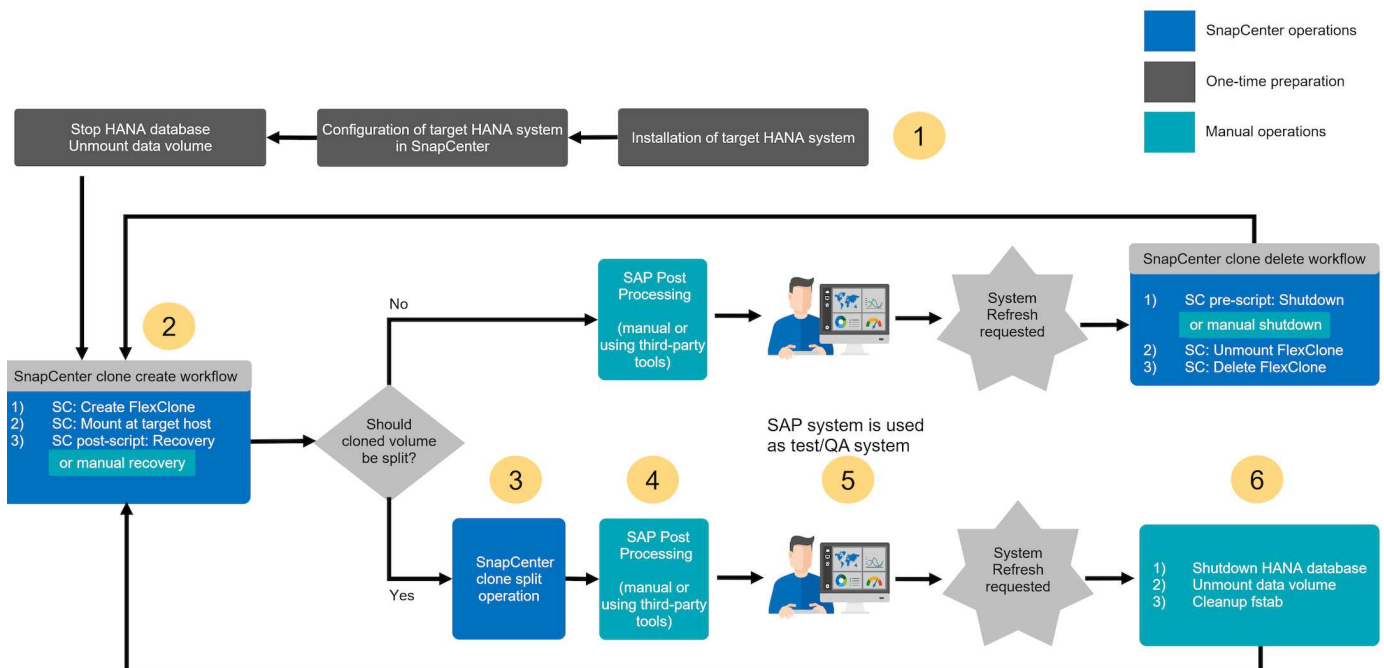 SnapCenter operations
One-time preparation
Manual operations
Stop HANA database
Unmount data volume
Configuration of target HANA system
in SnapCenter
Installation of target HANA system
1
2
SnapCenter clone create workflow
1) SC: Create FlexClone
2) SC: Mount at target host
3) SC post-script: Recovery
or manual recovery
Should
cloned volume
be split?
No
SAP Post
Processing
(manual or
using third-party
tools)
System
Refresh
requested
SnapCenter clone delete workflow
1) SC pre-script: Shutdown
or manual shutdown
2) SC: Unmount FlexClone
3) SC: Delete FlexClone
SAP system is used
as test/QA system
Yes
3
SnapCenter
clone split
operation
4
SAP Post
Processing
(manual or
using third-party
tools)
5
System
Refresh
requested
6
1) Shutdown HANA database
2) Unmount data volume
3) Cleanup fstab